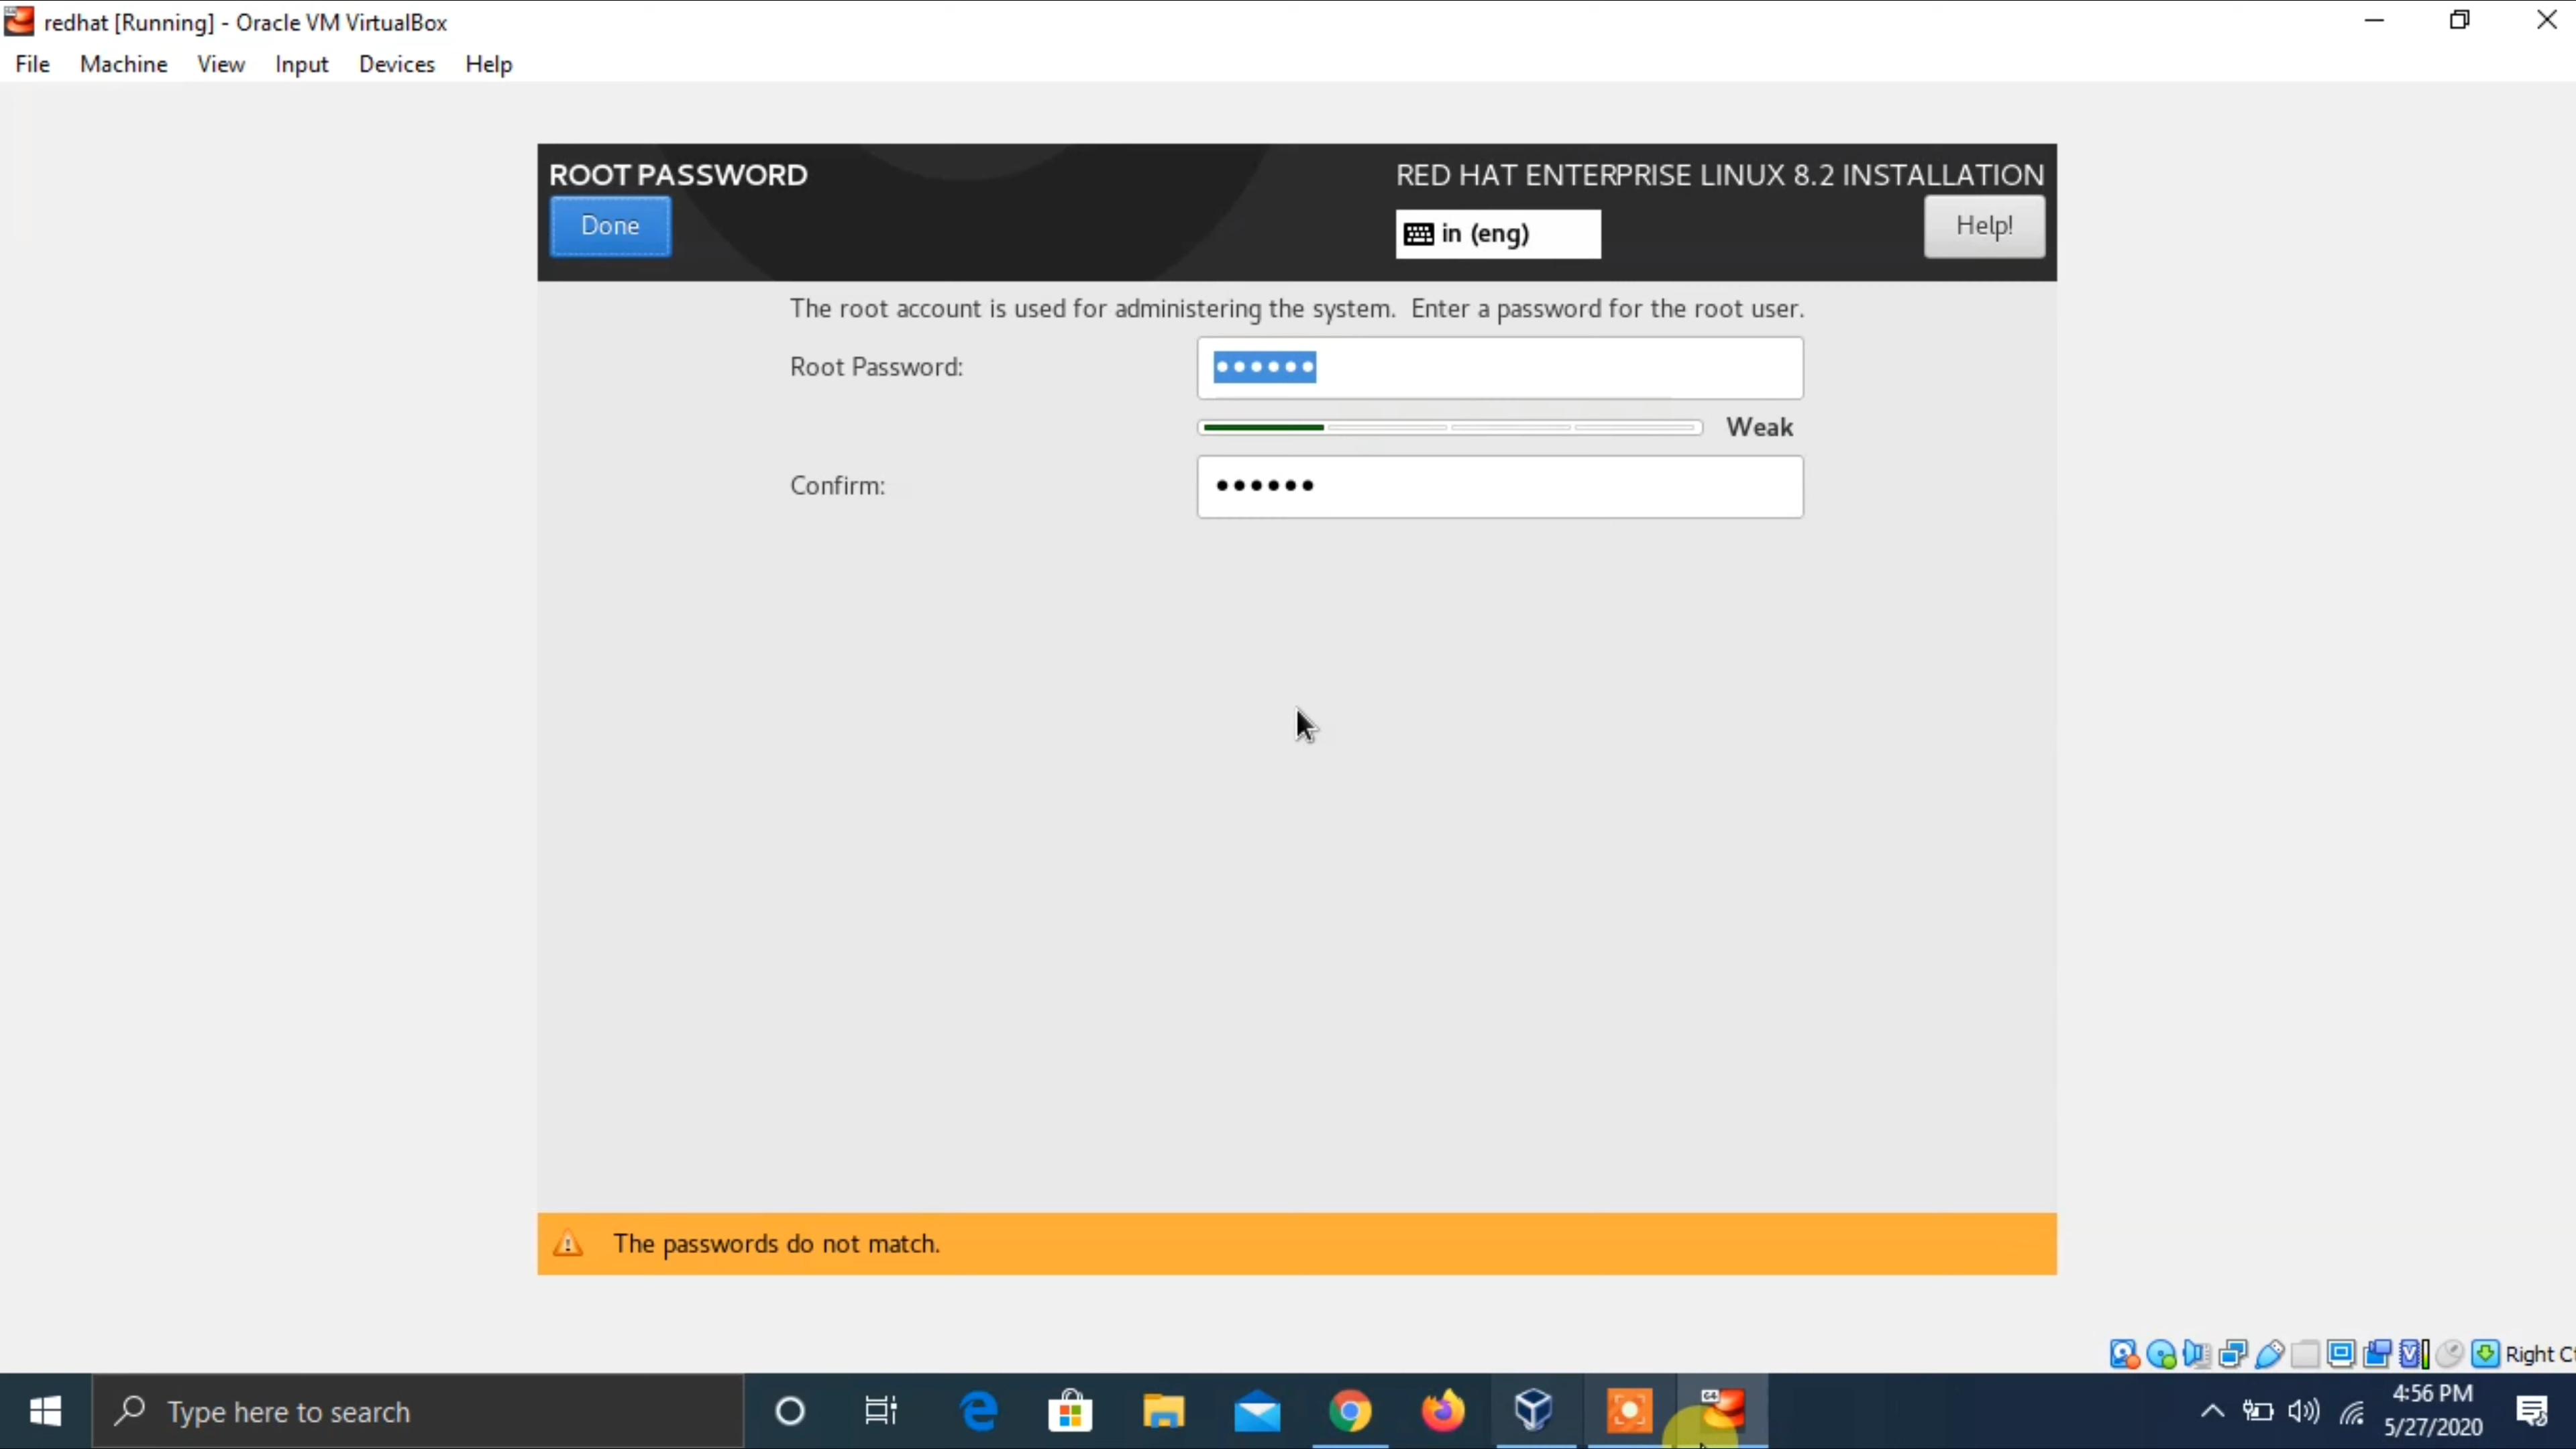 redhat [Running] - Oracle VM VirtualBox
File Machine View Input Devices Help
ROOT PASSWORD
RED HAT ENTERPRISE LINUX 8.2 INSTALLATION
Done
in (eng)
Help!
The root account is used for administering the system. Enter a password for the root user.
Root Password:
••••••
Weak
Confirm:
••••••
The passwords do not match.
Right
Type here to search
64
4:56 PM
5/27/2020